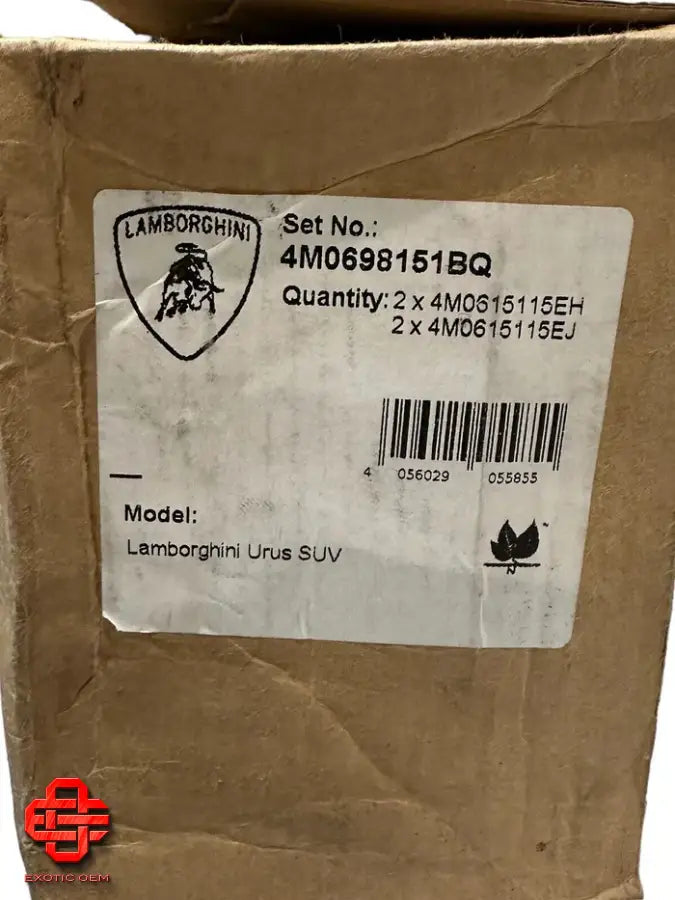 LAMBORGHINI
Set No.:
4M0698151BQ
Quantity: 2 x 4M0615115EH
2 x 4M0615115EJ
4 056029 055855
Model:
Lamborghini Urus SUV
N
EXOTIC OEM